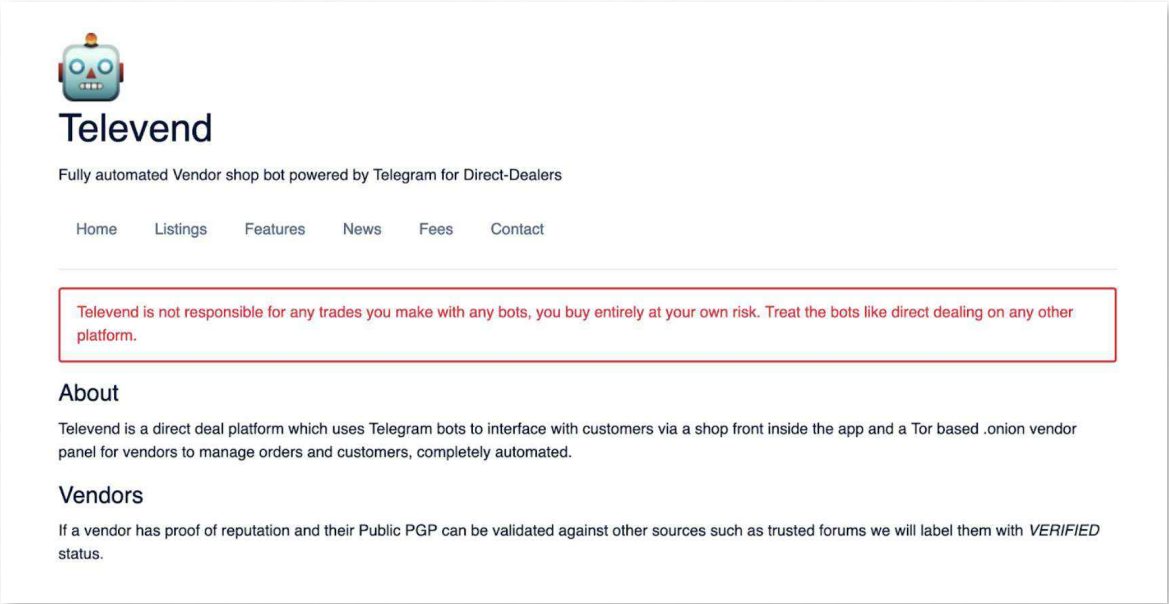 Televend
Fully automated Vendor shop bot powered by Telegram for Direct-Dealers
Home Listings Features News Fees Contact
Televend is not responsible for any trades you make with any bots, you buy entirely at your own risk. Treat the bots like direct dealing on any other
platform.
About
Televend is a direct deal platform which uses Telegram bots to interface with customers via a shop front inside the app and a Tor based .onion vendor
panel for vendors to manage orders and customers, completely automated.
Vendors
If a vendor has proof of reputation and their Public PGP can be validated against other sources such as trusted forums we will label them with VERIFIED
status.